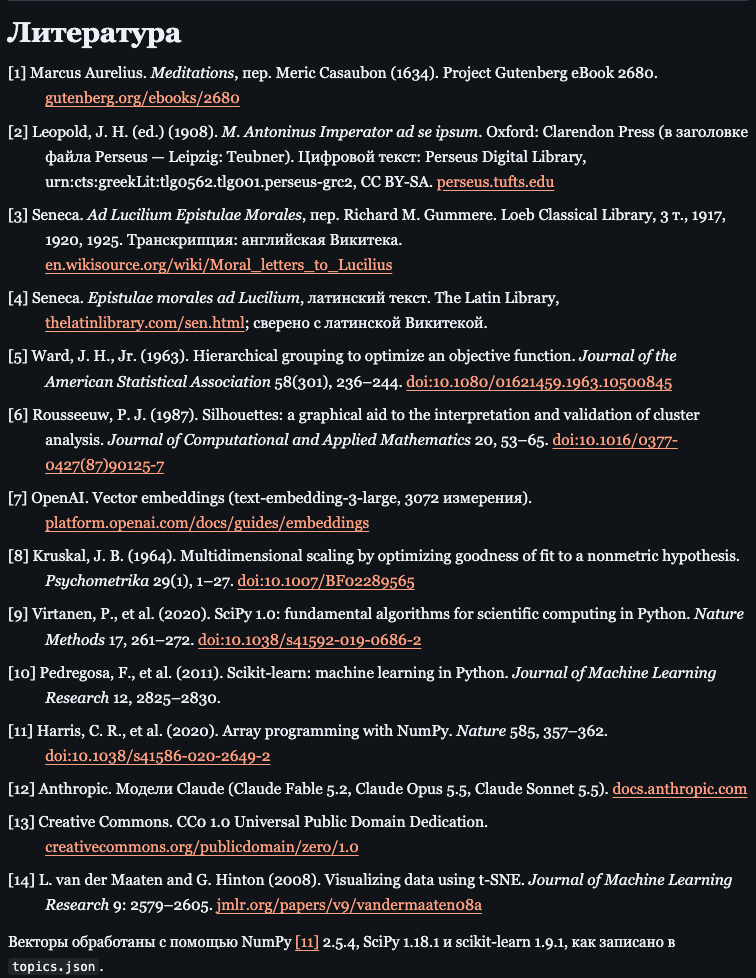 Литература
[1] Marcus Aurelius. Meditations, пер. Meric Casaubon (1634). Project Gutenberg eBook 2680.
gutenberg.org/ebooks/2680
[2] Leopold, J. H. (ed.) (1908). M. Antoninus Imperator ad se ipsum. Oxford: Clarendon Press (в заголовке
файла Perseus — Leipzig: Teubner). Цифровой текст: Perseus Digital Library,
urn:cts:greekLit:tlg0562.tlg001.perseus-grc2, CC BY-SA. perseus.tufts.edu
[3] Seneca. Ad Lucilium Epistulae Morales, пер. Richard M. Gummere. Loeb Classical Library, 3 т., 1917,
1920, 1925. Транскрипция: английская Викитека.
en.wikisource.org/wiki/Moral_letters_to_Lucilius
[4] Seneca. Epistulae morales ad Lucilium, латинский текст. The Latin Library,
thelatinlibrary.com/sen.html; сверено с латинской Викитекой.
[5] Ward, J. H., Jr. (1963). Hierarchical grouping to optimize an objective function. Journal of the
American Statistical Association 58(301), 236–244. doi:10.1080/01621459.1963.10500845
[6] Rousseeuw, P. J. (1987). Silhouettes: a graphical aid to the interpretation and validation of cluster
analysis. Journal of Computational and Applied Mathematics 20, 53–65. doi:10.1016/0377-
0427(87)90125-7
[7] OpenAI. Vector embeddings (text-embedding-3-large, 3072 измерения).
platform.openai.com/docs/guides/embeddings
[8] Kruskal, J. B. (1964). Multidimensional scaling by optimizing goodness of fit to a nonmetric hypothesis.
Psychometrika 29(1), 1–27. doi:10.1007/BF02289565
[9] Virtanen, P., et al. (2020). SciPy 1.0: fundamental algorithms for scientific computing in Python. Nature
Methods 17, 261–272. doi:10.1038/s41592-019-0686-2
[10] Pedregosa, F., et al. (2011). Scikit-learn: machine learning in Python. Journal of Machine Learning
Research 12, 2825–2830.
[11] Harris, C. R., et al. (2020). Array programming with NumPy. Nature 585, 357–362.
doi:10.1038/s41586-020-2649-2
[12] Anthropic. Модели Claude (Claude Fable 5.2, Claude Opus 5.5, Claude Sonnet 5.5). docs.anthropic.com
[13] Creative Commons. CC0 1.0 Universal Public Domain Dedication.
creativecommons.org/publicdomain/zero/1.0
[14] L. van der Maaten and G. Hinton (2008). Visualizing data using t-SNE. Journal of Machine Learning
Research 9: 2579–2605. jmlr.org/papers/v9/vandermaaten08a
Векторы обработаны с помощью NumPy [11] 2.5.4, SciPy 1.18.1 и scikit-learn 1.9.1, как записано в
topics.json.